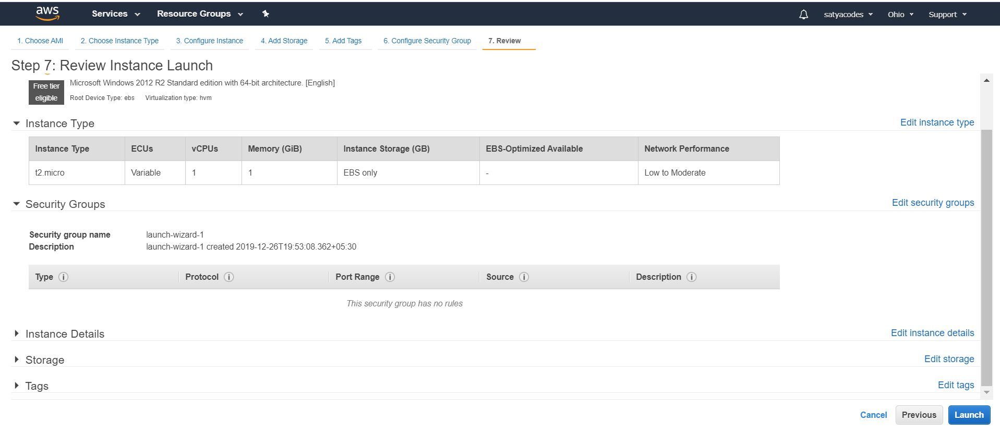 aws Services Resource Groups satyacodes Ohio Support
1. Choose AMI 2. Choose Instance Type 3. Configure Instance 4. Add Storage 5. Add Tags 6. Configure Security Group 7. Review
Step 7: Review Instance Launch
Free tier eligible
Microsoft Windows 2012 R2 Standard edition with 64-bit architecture. [English]
Root Device Type: ebs Virtualization type: hvm
Instance Type Edit instance type
Instance Type ECUs vCPUs Memory (GiB) Instance Storage (GB) EBS-Optimized Available Network Performance
t2.micro Variable 1 1 EBS only - Low to Moderate
Security Groups Edit security groups
Security group name launch-wizard-1
Description launch-wizard-1 created 2019-12-26T19:53:08.362+05:30
Type i Protocol i Port Range i Source i Description i
This security group has no rules
Instance Details Edit instance details
Storage Edit storage
Tags Edit tags
Cancel Previous Launch